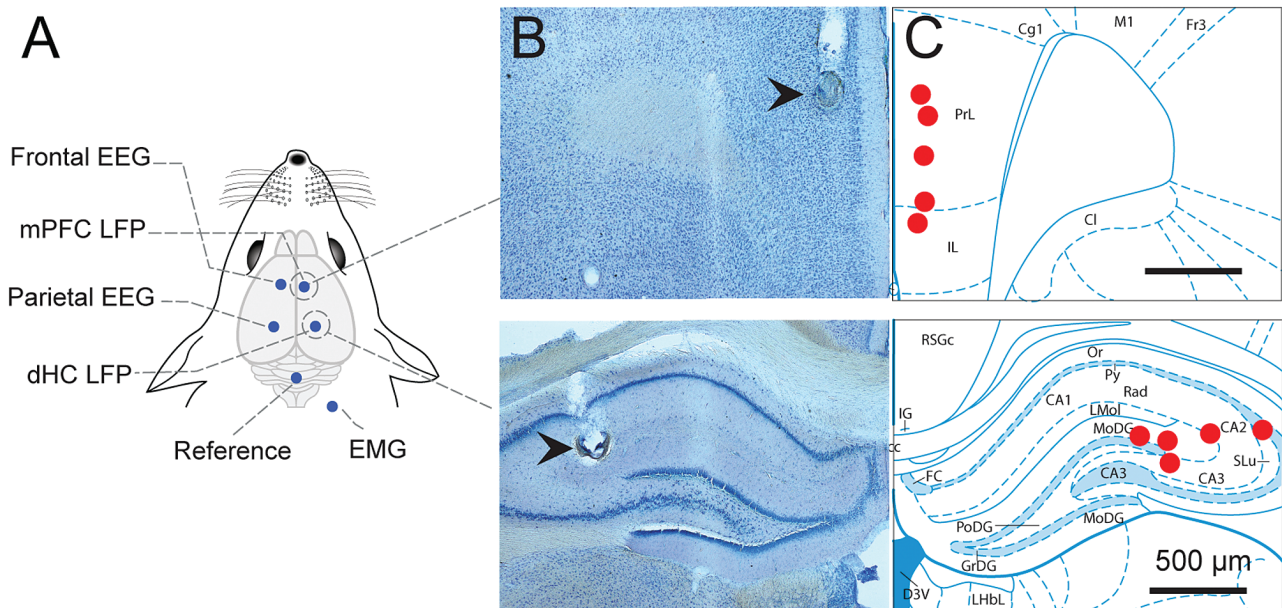 A
Frontal EEG
mPFC LFP
Parietal EEG
dHC LFP
Reference
EMG
B
C
Cg1
M1
Fr3
PrL
Cl
IL
RSGc
Or
Py
Rad
CA1
LMol
IG
MoDG
CA2
cc
SLu
FC
CA3
CA3
PoDG
MoDG
GrDG
500 µm
D3V
LHbL